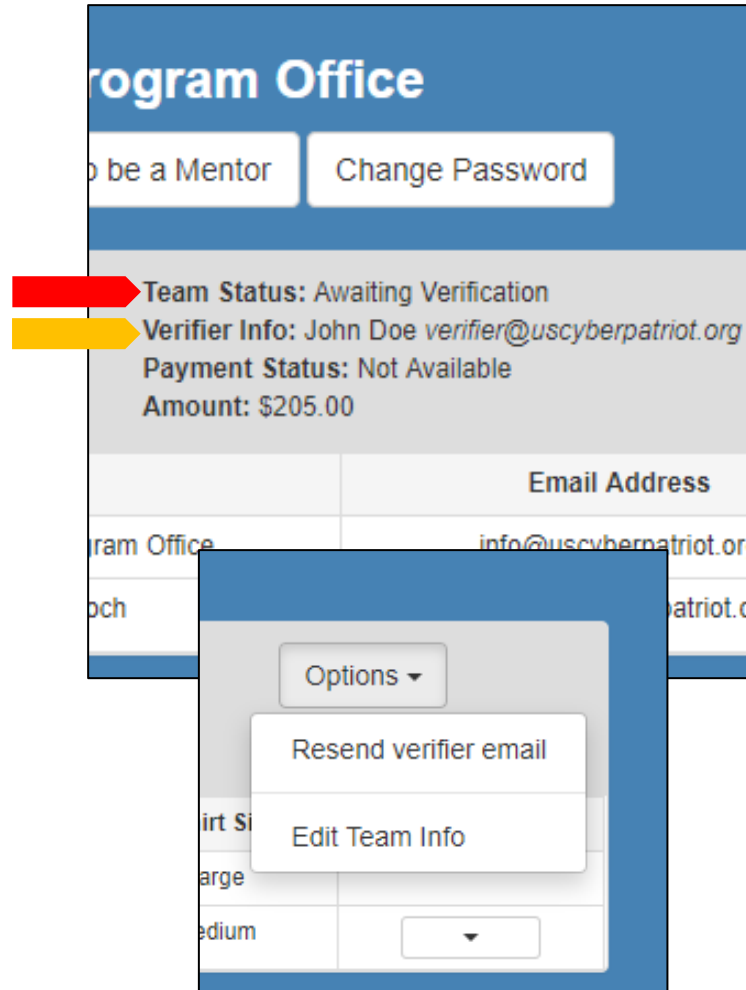 rogram Office
o be a Mentor Change Password
Team Status: Awaiting Verification
Verifier Info: John Doe verifier@uscyberpatriot.org
Payment Status: Not Available
Amount: $205.00
Email Address
gram Office info@uscyberpatriot.or
och patriot.c
Options
Resend verifier email
Edit Team Info
irt Si
arge
edium